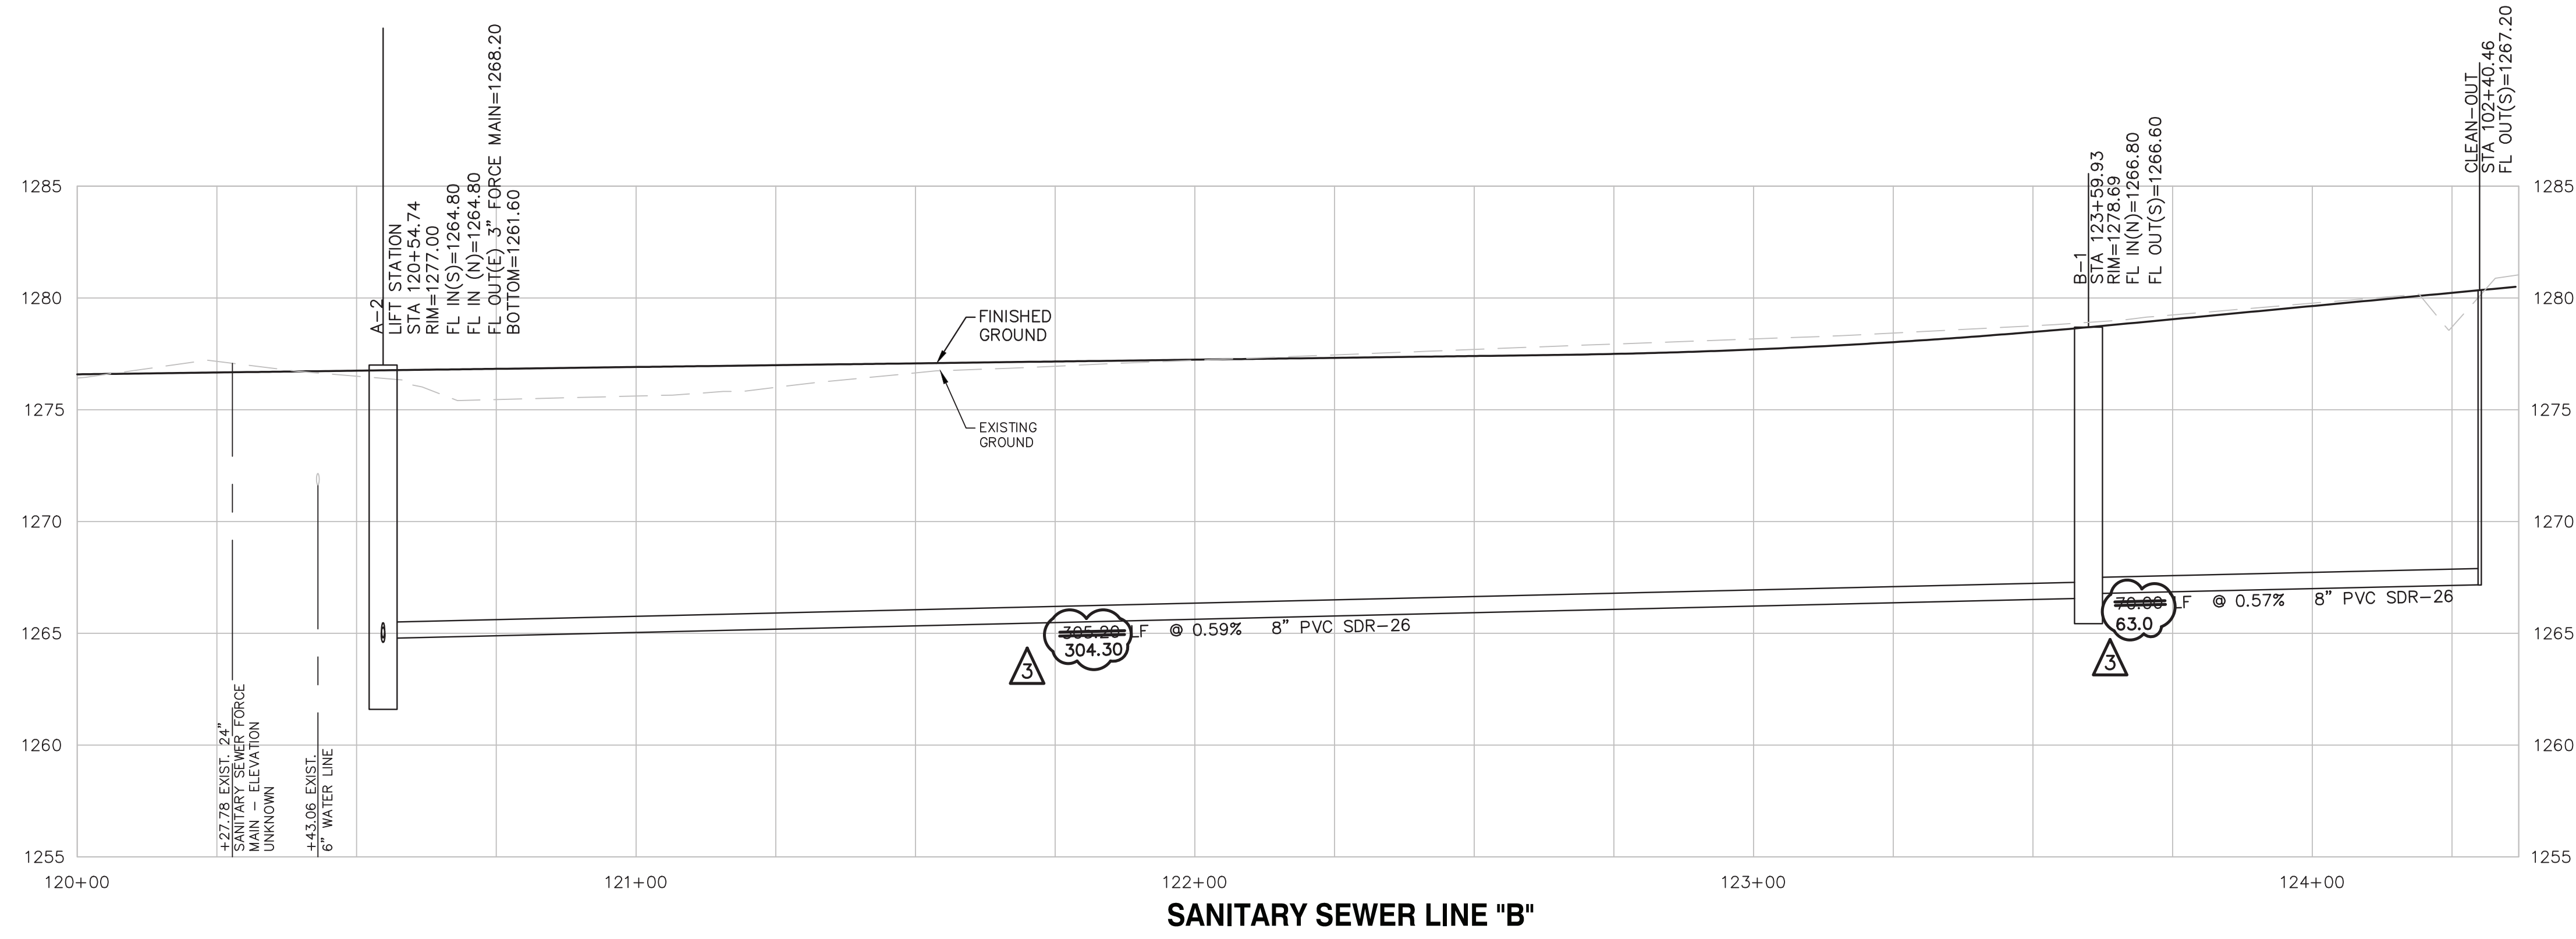 A-2
LIFT STATION
STA 120+54.74
RIM=1277.00
FL IN(S)=1264.80
FL IN (N)=1264.80
FL OUT(E) 3" FORCE MAIN=1268.20
BOTTOM=1261.60
B-1
STA 123+59.93
RIM=1278.69
FL IN(N)=1266.80
FL OUT(S)=1266.60
CLEAN-OUT
STA 102+40.46
FL OUT(S)=1267.20
1285
1285
1280
1280
FINISHED
GROUND
1275
1275
EXISTING
GROUND
1270
1270
1265
1265
305.20 LF @ 0.59% 8" PVC SDR-26
304.30
3
70.00 LF @ 0.57% 8" PVC SDR-26
63.0
3
1260
1260
+27.78 EXIST. 24"
SANITARY SEWER FORCE
MAIN - ELEVATION
UNKNOWN
+43.06 EXIST.
6" WATER LINE
1255
1255
120+00
121+00
122+00
123+00
124+00
SANITARY SEWER LINE "B"